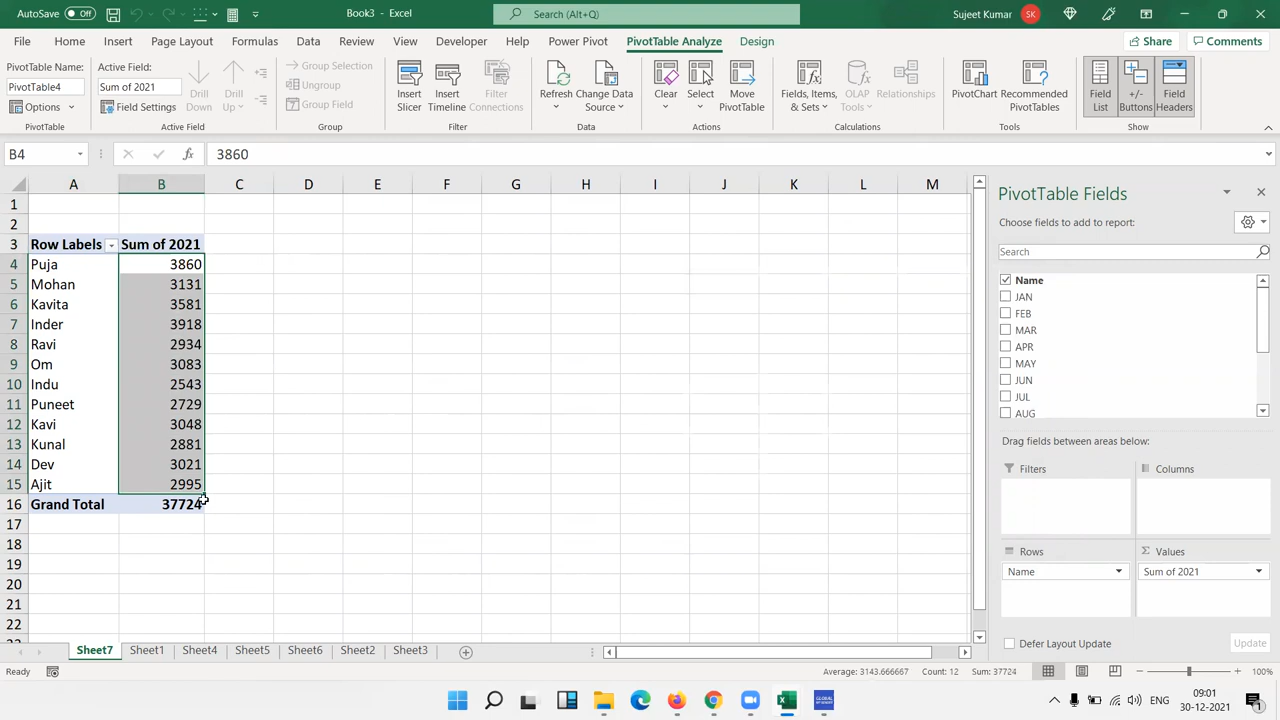 AutoSave Off Book3 - Excel Search (Alt+Q) Sujeet Kumar SK
File Home Insert Page Layout Formulas Data Review View Developer Help Power Pivot PivotTable Analyze Design Share Comments
PivotTable Name:
PivotTable4
Options
PivotTable
Active Field:
Sum of 2021
Field Settings
Drill Down
Drill Up
Active Field
Group Selection
Ungroup
Group Field
Group
Insert Slicer
Insert Timeline
Filter Connections
Filter
Refresh
Change Data Source
Data
Clear
Select
Move PivotTable
Actions
Fields, Items, & Sets
OLAP Tools
Relationships
Calculations
PivotChart
Recommended PivotTables
Tools
Field List
+/- Buttons
Field Headers
Show
B4 fx 3860
A B C D E F G H I J K L M
1
2
3 Row Labels Sum of 2021
4 Puja 3860
5 Mohan 3131
6 Kavita 3581
7 Inder 3918
8 Ravi 2934
9 Om 3083
10 Indu 2543
11 Puneet 2729
12 Kavi 3048
13 Kunal 2881
14 Dev 3021
15 Ajit 2995
16 Grand Total 37724
17
18
19
20
21
22
23
PivotTable Fields
Choose fields to add to report:
Search
Name
JAN
FEB
MAR
APR
MAY
JUN
JUL
AUG
Drag fields between areas below:
Filters Columns
Rows Σ Values
Name Sum of 2021
Defer Layout Update Update
Sheet7 Sheet1 Sheet4 Sheet5 Sheet6 Sheet2 Sheet3
Ready Average: 3143.666667 Count: 12 Sum: 37724 100%
ENG 09:01
30-12-2021